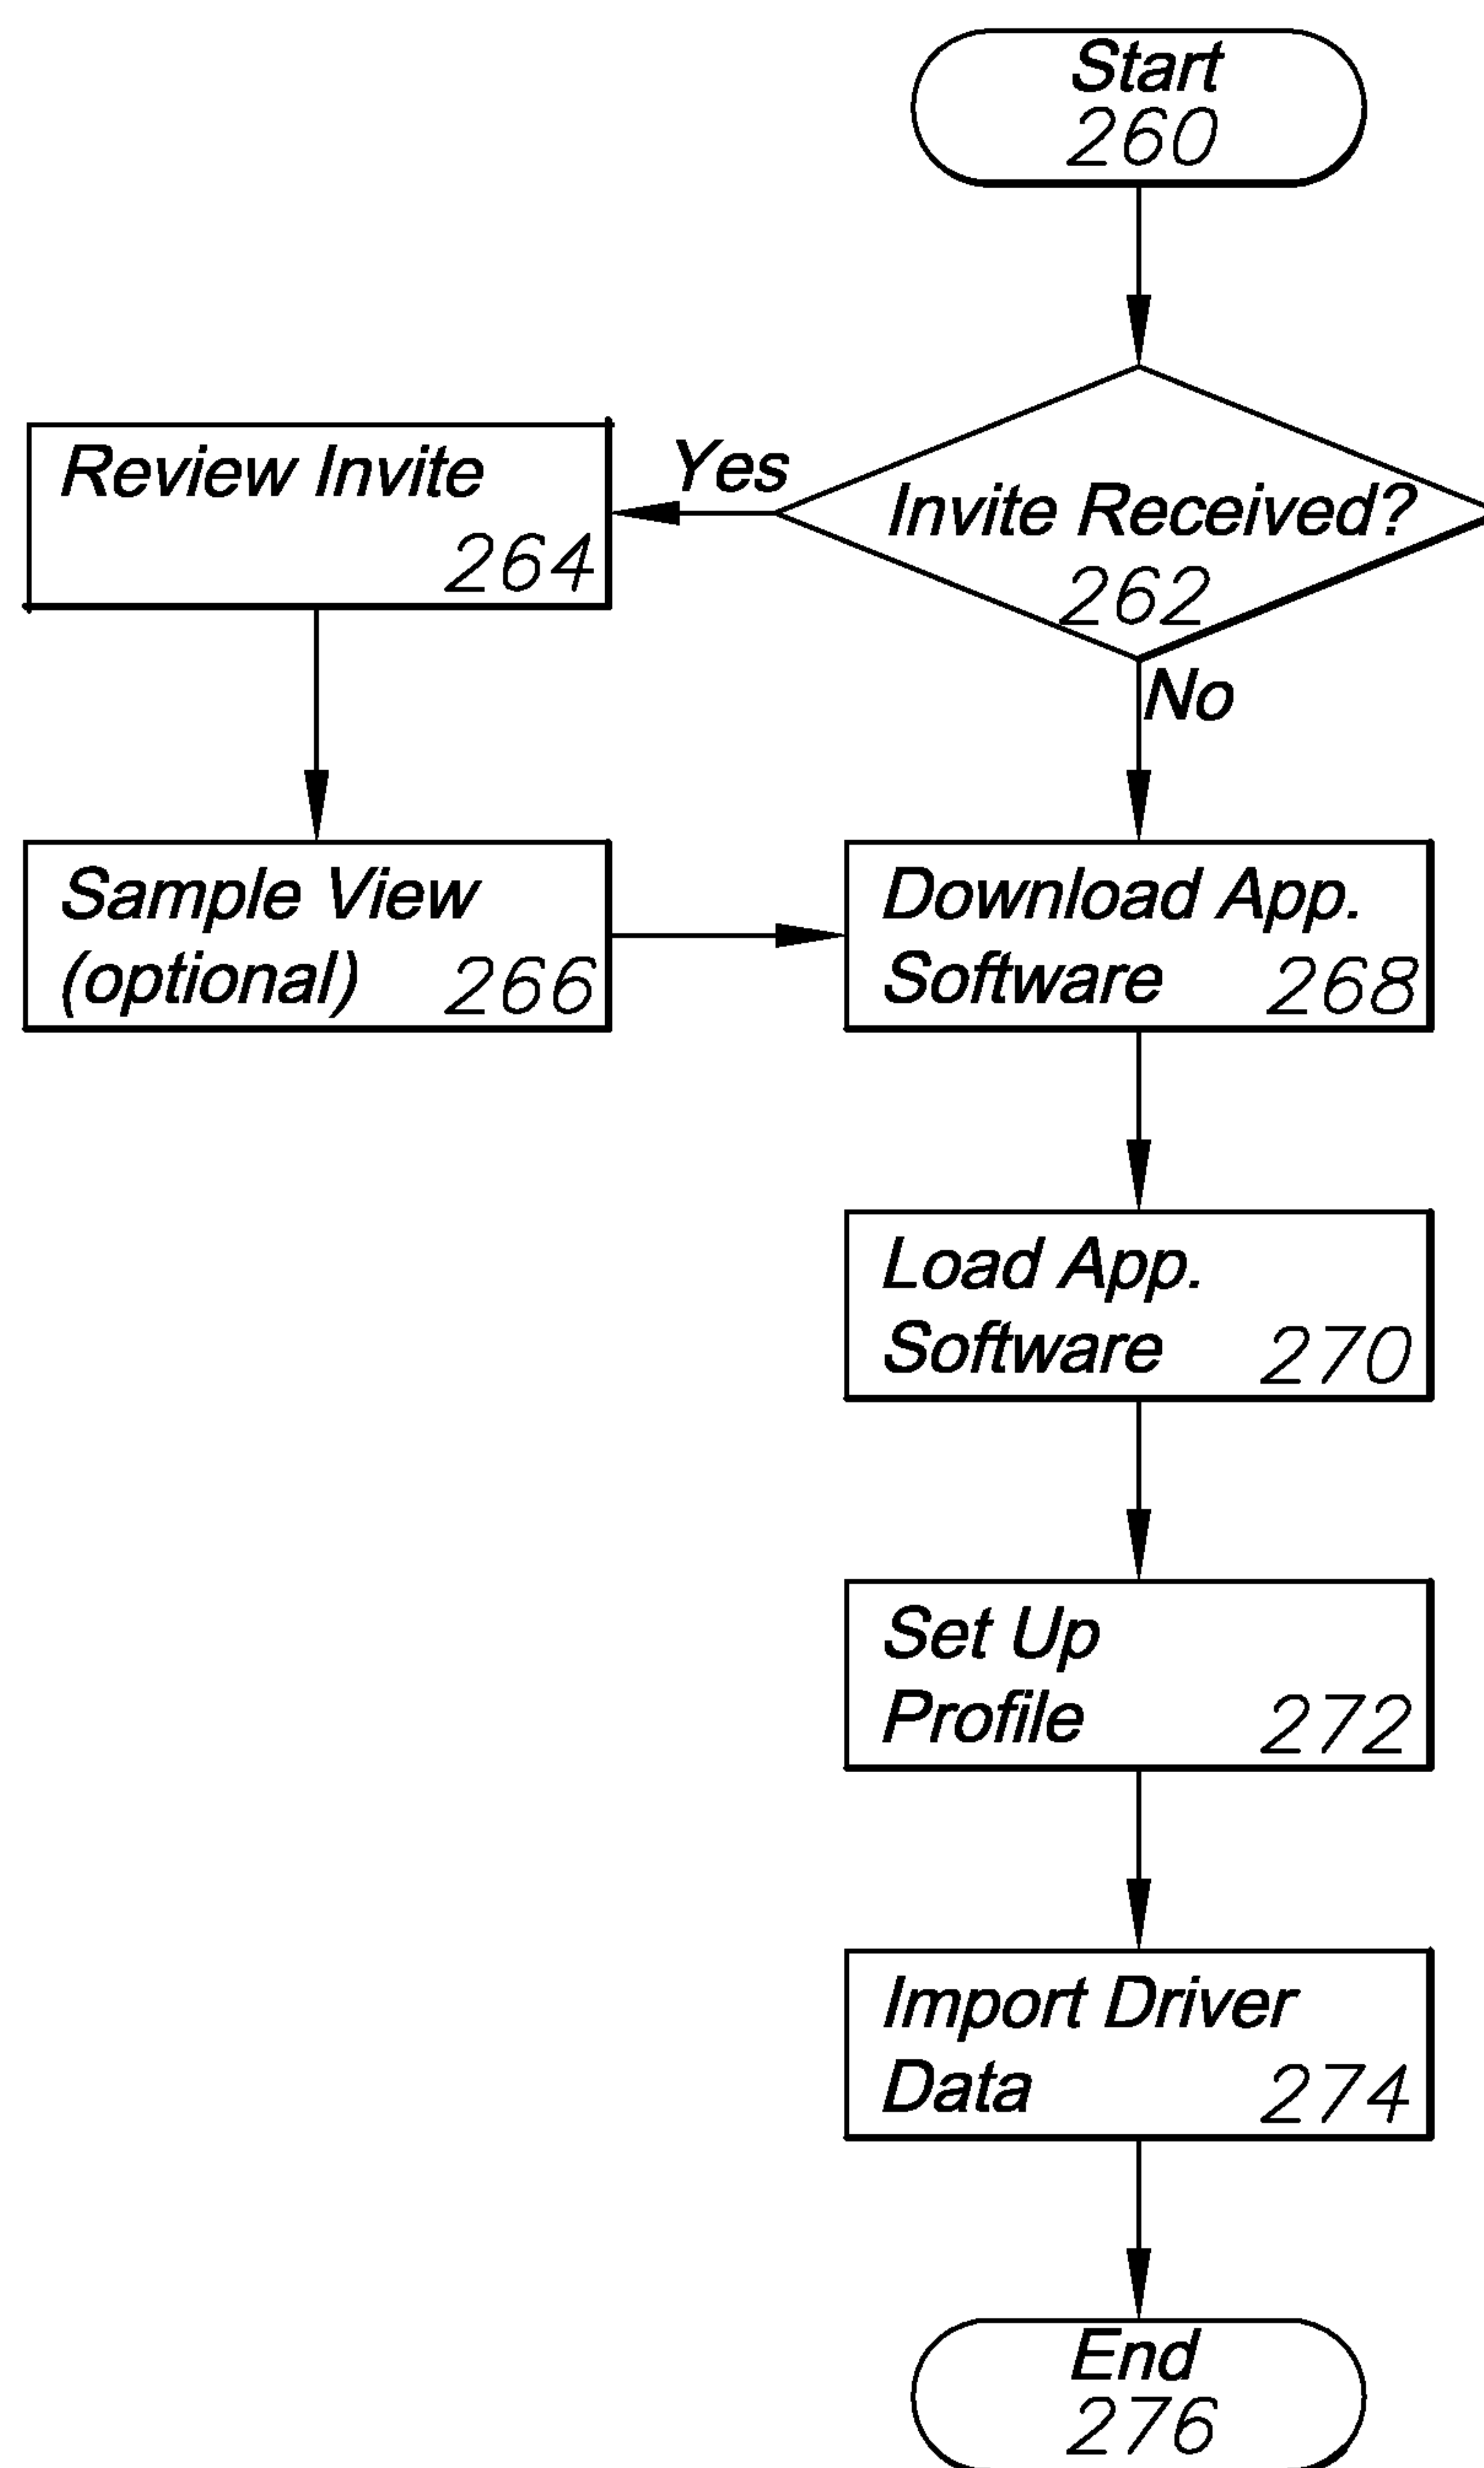 Start
260
Invite Received?
262
Yes
No
Review Invite
264
Sample View
(optional) 266
Download App.
Software 268
Load App.
Software 270
Set Up
Profile 272
Import Driver
Data 274
End
276